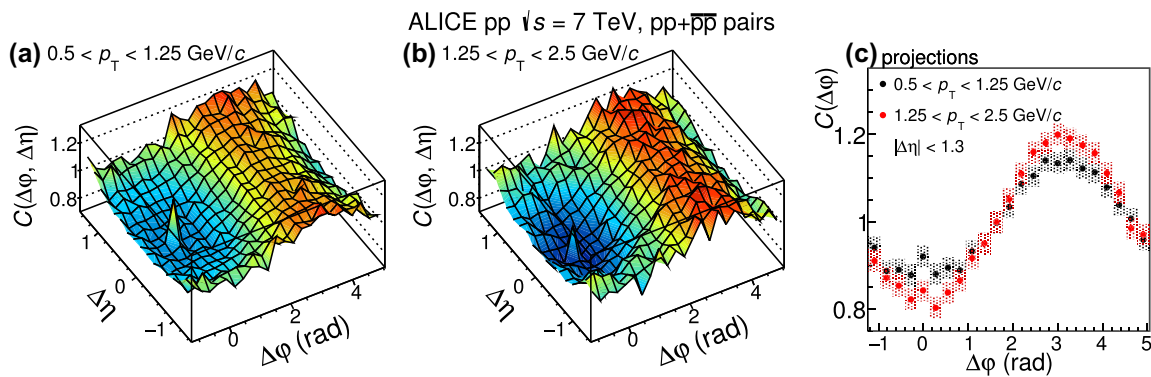 ALICE pp √s = 7 TeV, pp+p̅p̅ pairs
(a) 0.5 < p_T < 1.25 GeV/c
C(Δφ, Δη)
1.2
1
0.8
1
0
−1
Δη
0
2
4
Δφ (rad)
(b) 1.25 < p_T < 2.5 GeV/c
C(Δφ, Δη)
1.2
1
0.8
1
0
−1
Δη
0
2
4
Δφ (rad)
(c) projections
0.5 < p_T < 1.25 GeV/c
1.25 < p_T < 2.5 GeV/c
|Δη| < 1.3
C(Δφ)
1.2
1
0.8
−1 0 1 2 3 4 5
Δφ (rad)